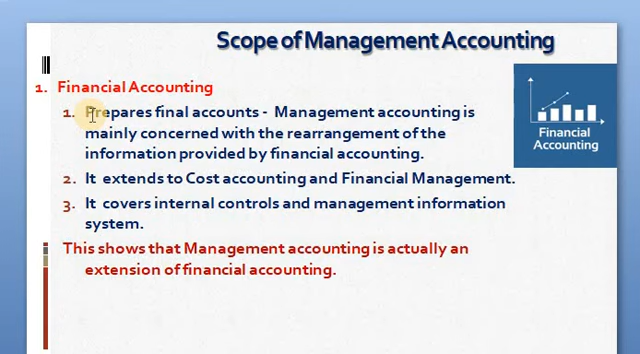 Scope of Management Accounting
1. Financial Accounting
1. Prepares final accounts - Management accounting is
mainly concerned with the rearrangement of the
information provided by financial accounting.
2. It extends to Cost accounting and Financial Management.
3. It covers internal controls and management information
system.
This shows that Management accounting is actually an
extension of financial accounting.
Financial
Accounting